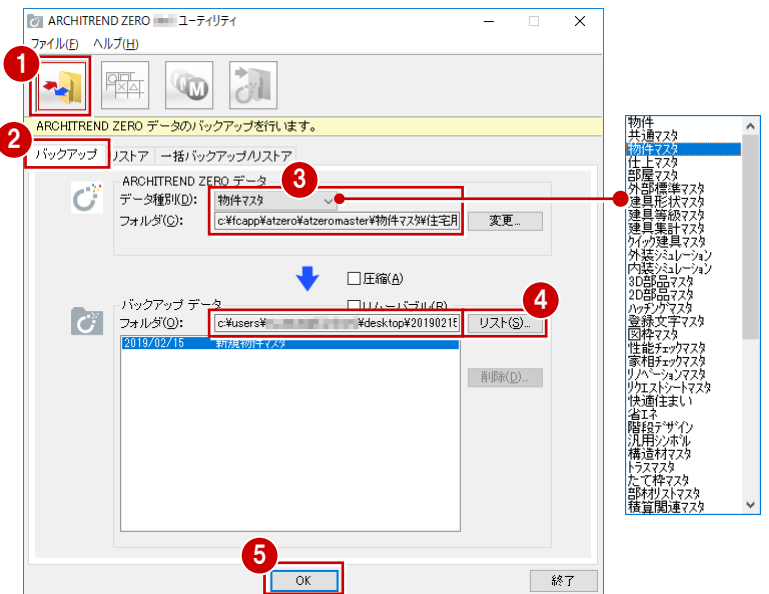 ARCHITREND ZERO ユーティリティ
ファイル(F) ヘルプ(H)
1
ARCHITREND ZERO データのバックアップを行います。
2
バックアップ リストア 一括バックアップ/リストア
ARCHITREND ZERO データ
3
データ種別(D): 物件マスタ
フォルダ(C): c:¥fcapp¥atzero¥atzeromaster¥物件マスタ¥住宅用 変更...
圧縮(A)
バックアップ データ
リムーバブル(R)
4
フォルダ(O): c:¥users¥ ¥desktop¥20190215 リスト(S)...
2019/02/15 新規物件マスタ
削除(D)...
5
OK
終了
物件
共通マスタ
物件マスタ
仕上マスタ
部屋マスタ
外部標準マスタ
建具形状マスタ
建具等級マスタ
建具集計マスタ
クイック建具マスタ
外装シミュレーション
内装シミュレーション
3D部品マスタ
2D部品マスタ
ハッチングマスタ
登録文字マスタ
図枠マスタ
性能チェックマスタ
家相チェックマスタ
リノベーションマスタ
リクエストシートマスタ
快適住まい
省エネ
階段デザイン
汎用シンボル
構造材マスタ
トラスマスタ
たて枠マスタ
部材リストマスタ
積算関連マスタ